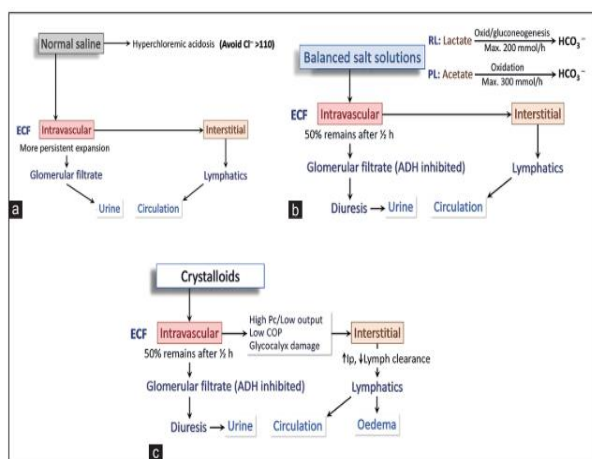 Normal saline
Hyperchloremic acidosis (Avoid Cl⁻ >110)
ECF
Intravascular
Interstitial
More persistent expansion
Glomerular filtrate
Lymphatics
Urine
Circulation
a
RL: Lactate
Oxid/gluconeogenesis
HCO₃⁻
Max. 200 mmol/h
Balanced salt solutions
PL: Acetate
Oxidation
HCO₃⁻
Max. 300 mmol/h
ECF
Intravascular
Interstitial
50% remains after ½ h
Glomerular filtrate (ADH inhibited)
Lymphatics
Diuresis
Urine
Circulation
b
Crystalloids
High Pc/Low output
Low COP
Glycocalyx damage
ECF
Intravascular
Interstitial
50% remains after ½ h
↑Ip, ↓Lymph clearance
Glomerular filtrate (ADH inhibited)
Lymphatics
Diuresis
Urine
Circulation
Oedema
c